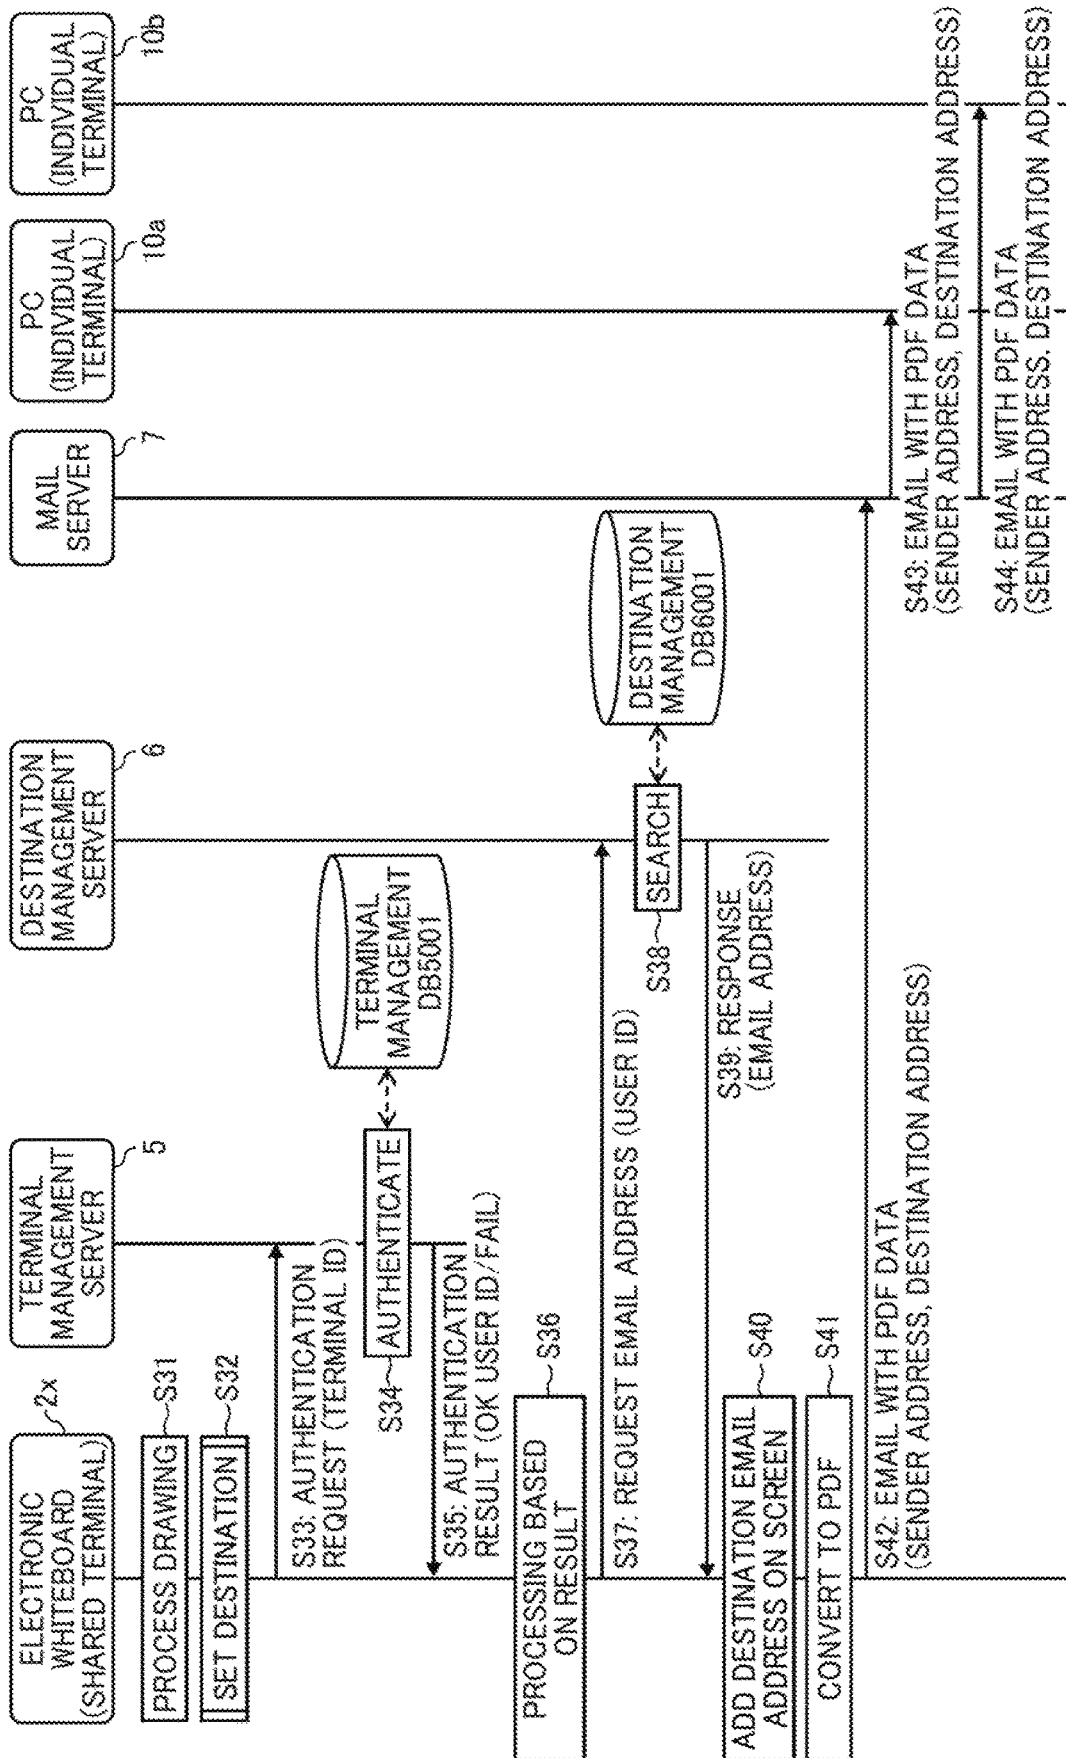 ELECTRONIC
WHITEBOARD
(SHARED TERMINAL)
2x
TERMINAL
MANAGEMENT
SERVER
5
DESTINATION
MANAGEMENT
SERVER
6
MAIL
SERVER
7
PC
(INDIVIDUAL
TERMINAL)
10a
PC
(INDIVIDUAL
TERMINAL)
10b
PROCESS DRAWING
S31
SET DESTINATION
S32
S33: AUTHENTICATION
REQUEST (TERMINAL ID)
TERMINAL
MANAGEMENT
DB5001
S34
AUTHENTICATE
S35: AUTHENTICATION
RESULT (OK USER ID/FAIL)
PROCESSING BASED
ON RESULT
S36
S37: REQUEST EMAIL ADDRESS (USER ID)
DESTINATION
MANAGEMENT
DB6001
S38
SEARCH
S39: RESPONSE
(EMAIL ADDRESS)
ADD DESTINATION EMAIL
ADDRESS ON SCREEN
S40
CONVERT TO PDF
S41
S42: EMAIL WITH PDF DATA
(SENDER ADDRESS, DESTINATION ADDRESS)
S43: EMAIL WITH PDF DATA
(SENDER ADDRESS, DESTINATION ADDRESS)
S44: EMAIL WITH PDF DATA
(SENDER ADDRESS, DESTINATION ADDRESS)